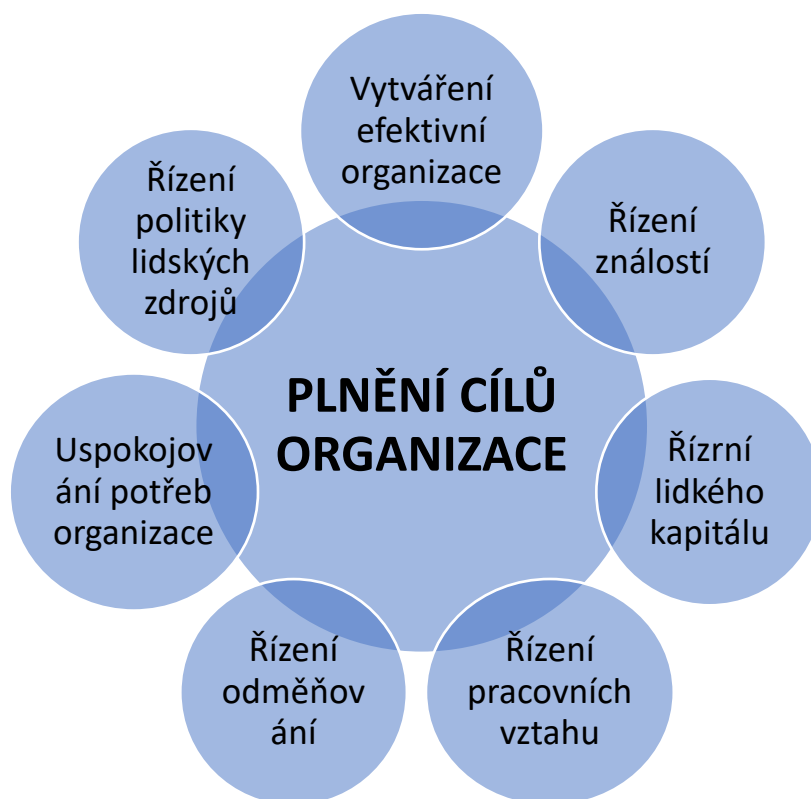 Vytváření
efektivní
organizace
Řízení
ználostí
Řízrní
lidkého
kapitálu
Řízení
pracovních
vztahu
Řízení
odměňov
ání
Uspokojov
ání potřeb
organizace
Řízení
politiky
lidských
zdrojů
PLNĚNÍ CÍLŮ
ORGANIZACE